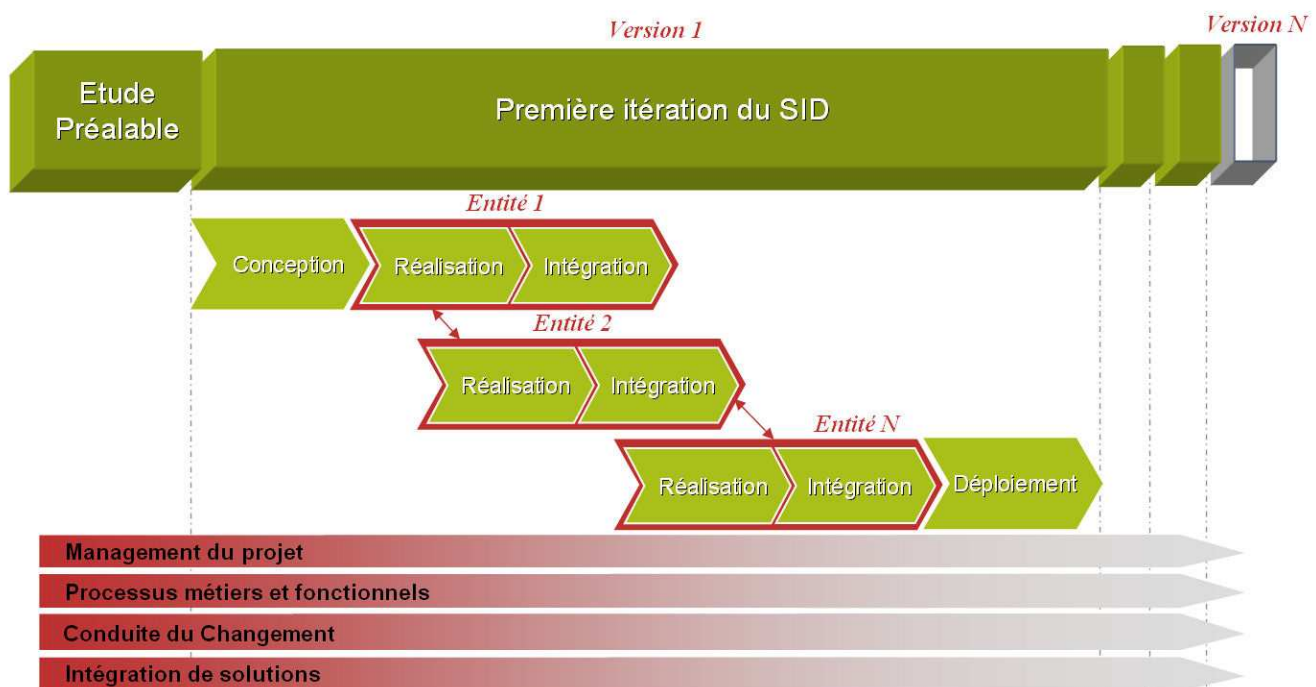 Version 1
Version N
Etude
Préalable
Première itération du SID
Entité 1
Conception
Réalisation
Intégration
Entité 2
Réalisation
Intégration
Entité N
Réalisation
Intégration
Déploiement
Management du projet
Processus métiers et fonctionnels
Conduite du Changement
Intégration de solutions